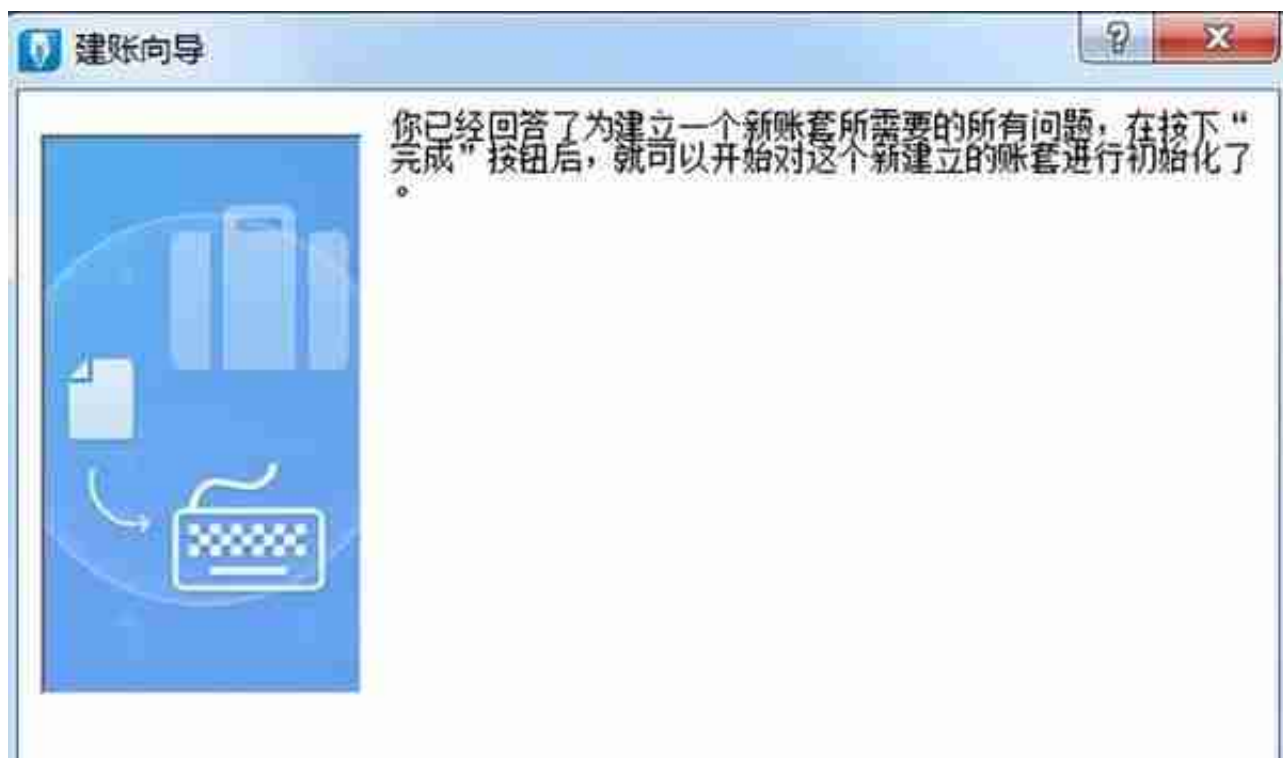 建账向导
你已经回答了为建立一个新账套所需要的所有问题，在按下“
完成”按钮后，就可以开始对这个新建立的账套进行初始化了
。